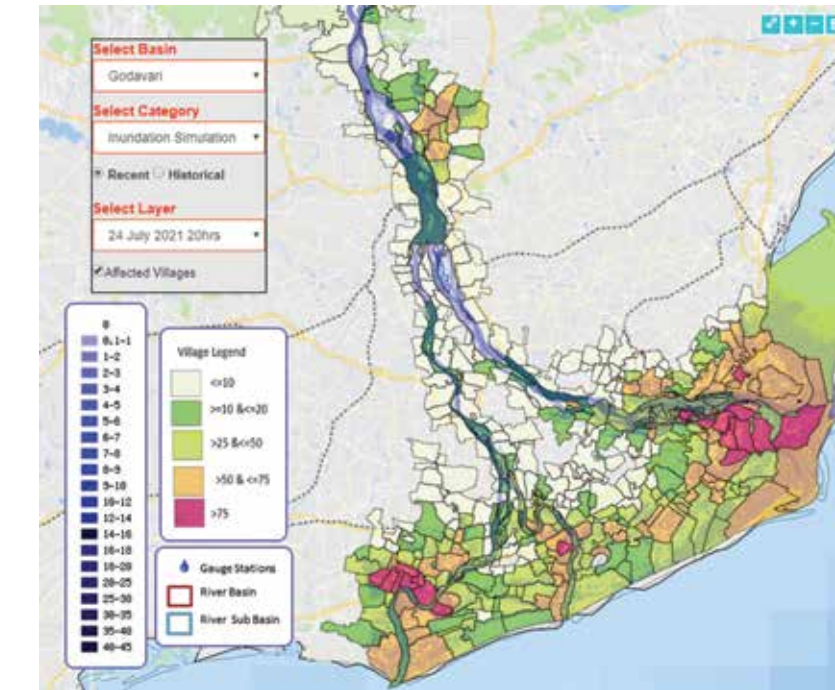 Select Basin
Godavari
Select Category
Inundation Simulation
Recent Historical
Select Layer
24 July 2021 20hrs
Affected Villages
0
0.1-1
1-2
2-3
3-4
4-5
5-6
6-7
7-8
8-9
9-10
10-12
12-14
14-16
16-18
18-20
20-25
25-30
30-35
35-40
40-45
Village Legend
<=10
>=10 &<=20
>25 &<=50
>50 & <=75
>75
Gauge Stations
River Basin
River Sub Basin